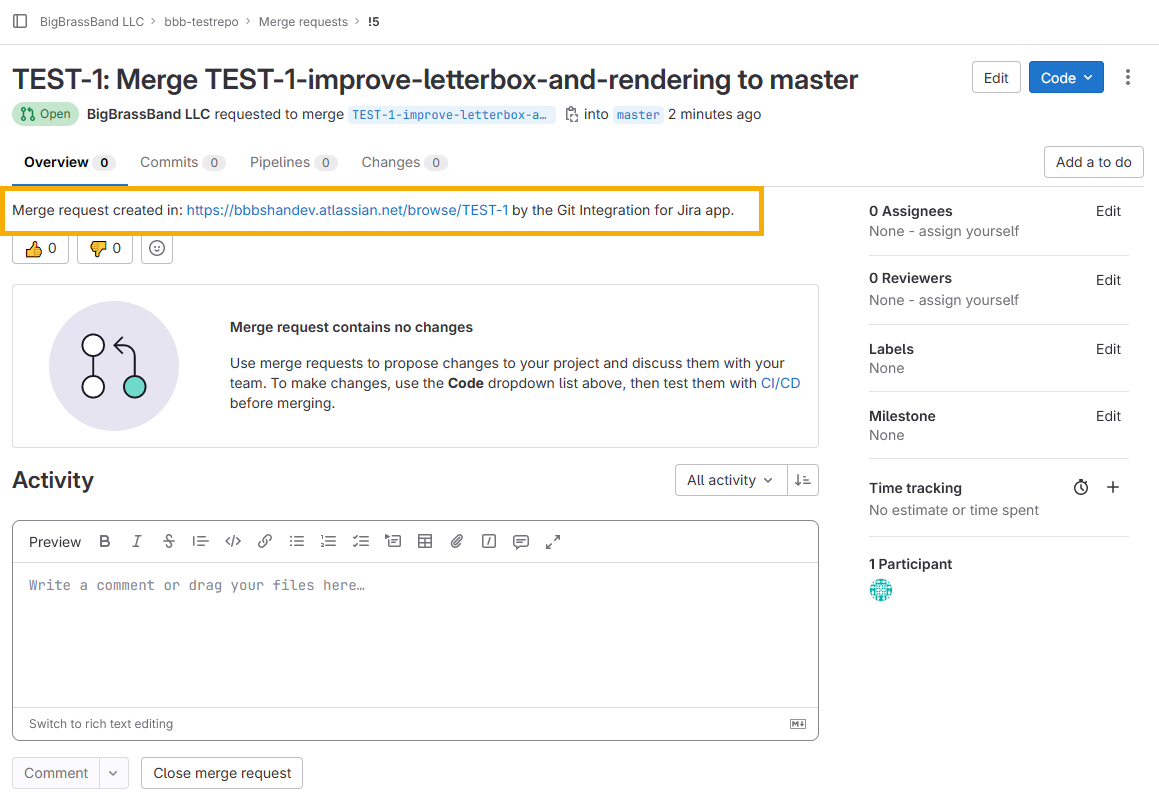 BigBrassBand LLC › bbb-testrepo › Merge requests › !5
TEST-1: Merge TEST-1-improve-letterbox-and-rendering to master
Edit
Code
Open BigBrassBand LLC requested to merge TEST-1-improve-letterbox-a… into master 2 minutes ago
Overview 0 Commits 0 Pipelines 0 Changes 0
Add a to do
Merge request created in: https://bbbshandev.atlassian.net/browse/TEST-1 by the Git Integration for Jira app.
👍 0 👎 0
Merge request contains no changes
Use merge requests to propose changes to your project and discuss them with your
team. To make changes, use the Code dropdown list above, then test them with CI/CD
before merging.
Activity
All activity
Preview
Write a comment or drag your files here…
Switch to rich text editing
Comment
Close merge request
0 Assignees Edit
None - assign yourself
0 Reviewers Edit
None - assign yourself
Labels Edit
None
Milestone Edit
None
Time tracking
No estimate or time spent
1 Participant